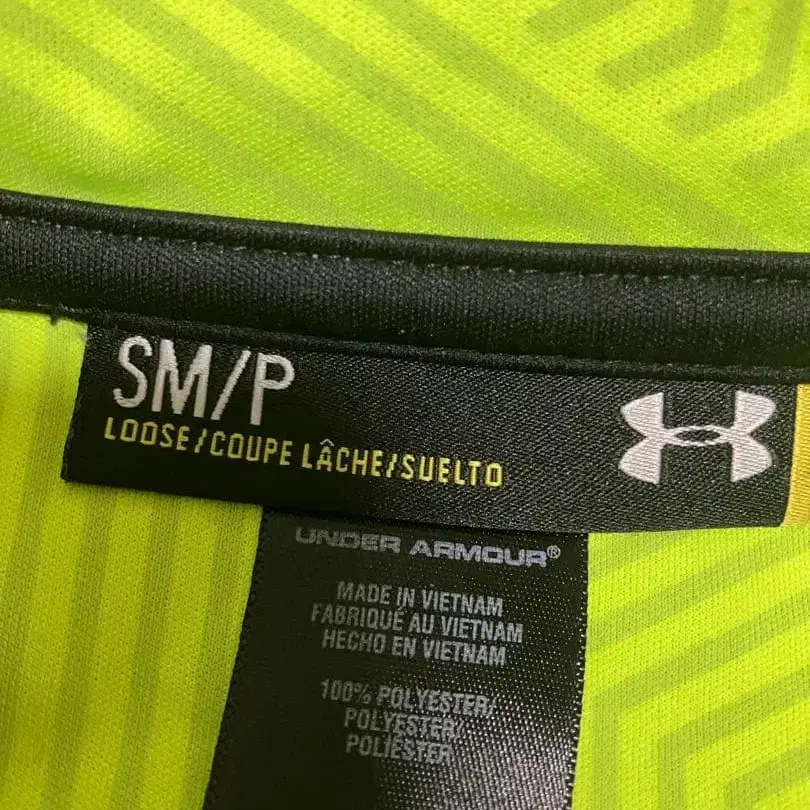 SM/P
LOOSE/COUPE LÂCHE/SUELTO
UNDER ARMOUR®
MADE IN VIETNAM
FABRIQUÉ AU VIETNAM
HECHO EN VIETNAM
100% POLYESTER/
POLYESTER/
POLIÉSTER